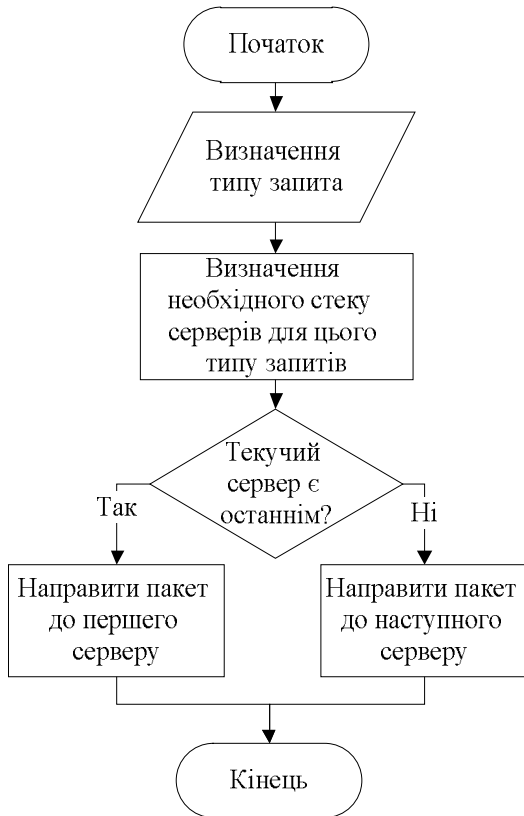 Початок
Визначення
типу запита
Визначення
необхідного стеку
серверів для цього
типу запитів
Текучий
сервер є
останнім?
Так
Ні
Направити пакет
до першего
серверу
Направити пакет
до наступного
серверу
Кінець